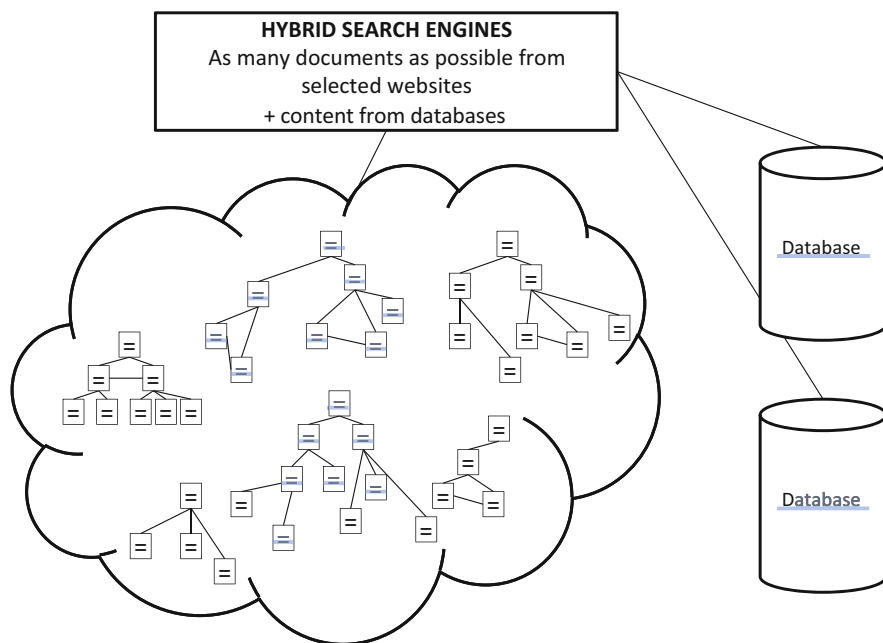 HYBRID SEARCH ENGINES
As many documents as possible from
selected websites
+ content from databases
Database
Database